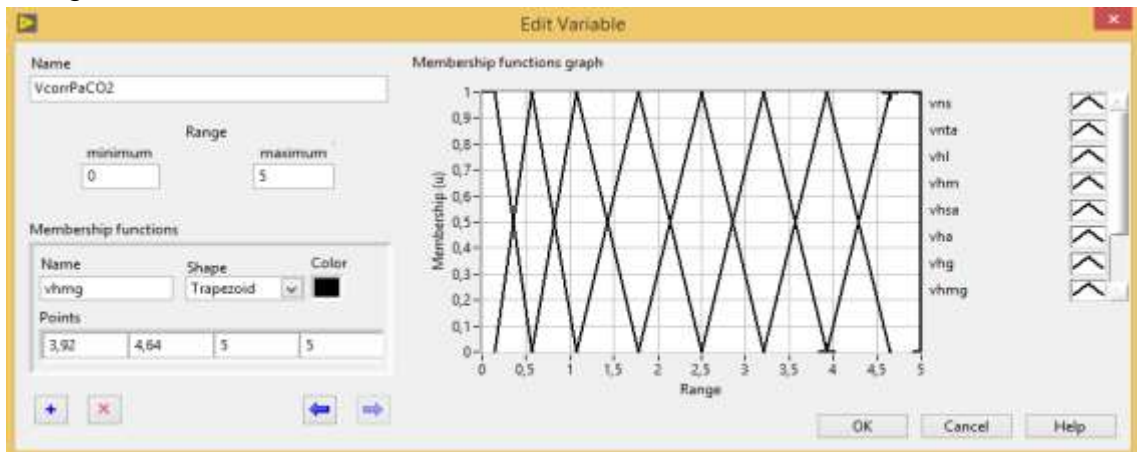 Edit Variable
Name
VcorrPaCO2
Range
minimum
maximum
0
5
Membership functions
Name
Shape
Color
vhmg
Trapezoid
Points
3,92
4,64
5
5
Membership functions graph
Membership (u)
1
0,9
0,8
0,7
0,6
0,5
0,4
0,3
0,2
0,1
0
0
0,5
1
1,5
2
2,5
3
3,5
4
4,5
5
Range
vns
vnta
vhl
vhm
vhsa
vha
vhg
vhmg
OK
Cancel
Help